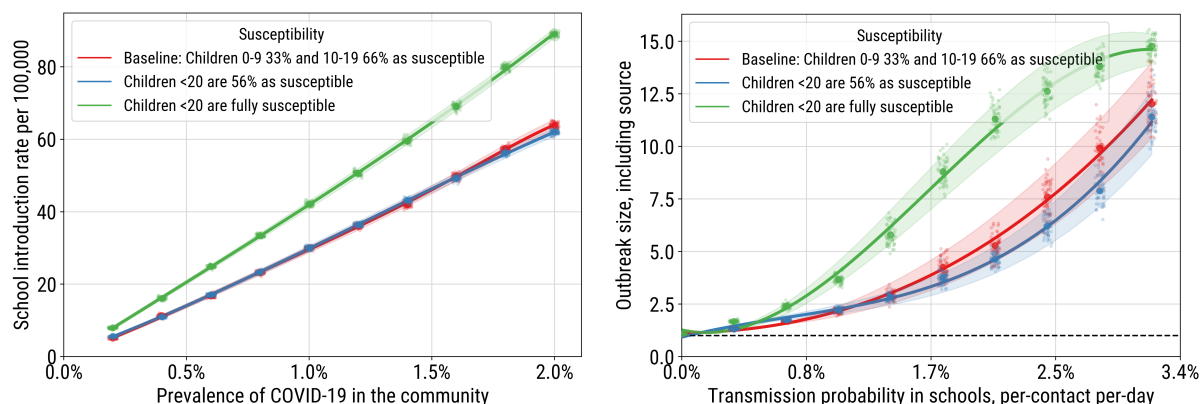 School introduction rate per 100,000
80
60
40
20
0
Susceptibility
Baseline: Children 0-9 33% and 10-19 66% as susceptible
Children <20 are 56% as susceptible
Children <20 are fully susceptible
0.0%
0.5%
1.0%
1.5%
2.0%
Prevalence of COVID-19 in the community
Outbreak size, including source
15.0
12.5
10.0
7.5
5.0
2.5
0.0
Susceptibility
Baseline: Children 0-9 33% and 10-19 66% as susceptible
Children <20 are 56% as susceptible
Children <20 are fully susceptible
0.0%
0.8%
1.7%
2.5%
3.4%
Transmission probability in schools, per-contact per-day